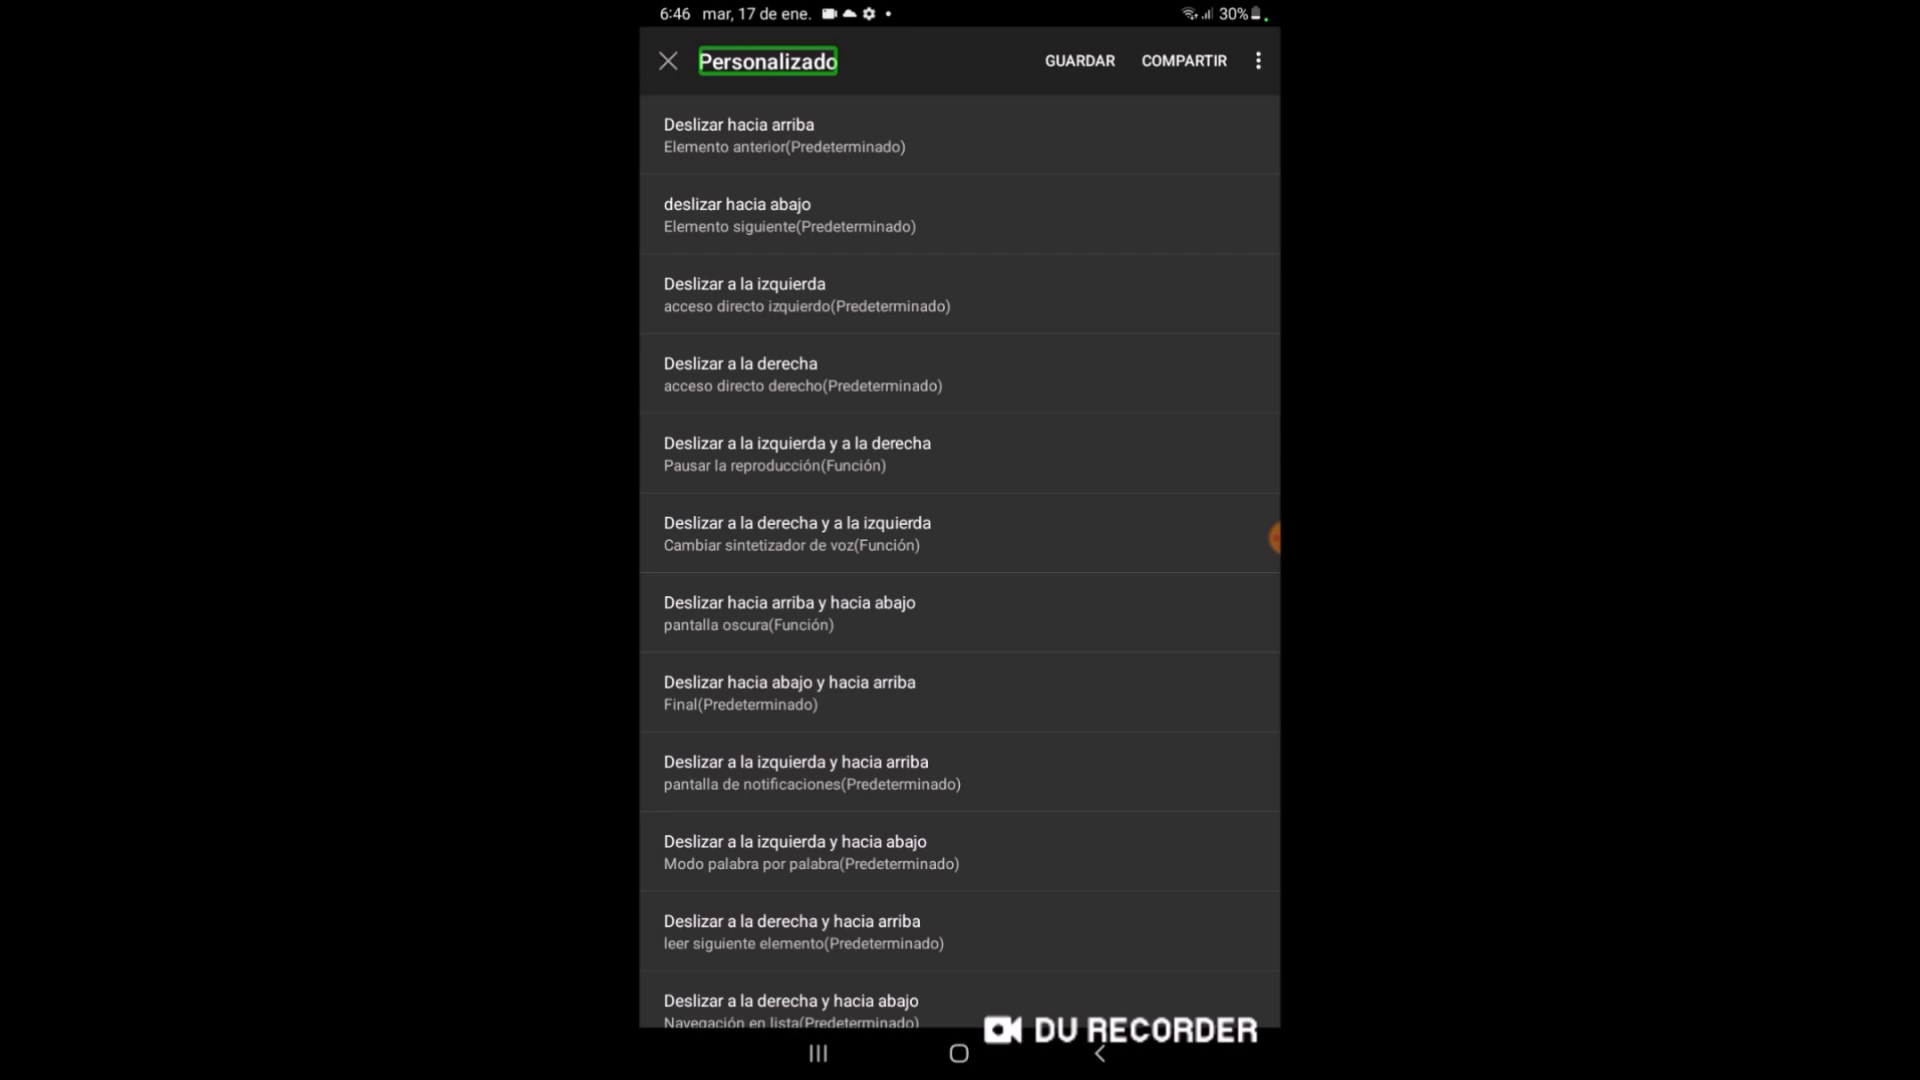 6:46 mar, 17 de ene. 30%
Personalizado GUARDAR COMPARTIR
Deslizar hacia arriba
Elemento anterior(Predeterminado)
deslizar hacia abajo
Elemento siguiente(Predeterminado)
Deslizar a la izquierda
acceso directo izquierdo(Predeterminado)
Deslizar a la derecha
acceso directo derecho(Predeterminado)
Deslizar a la izquierda y a la derecha
Pausar la reproducción(Función)
Deslizar a la derecha y a la izquierda
Cambiar sintetizador de voz(Función)
Deslizar hacia arriba y hacia abajo
pantalla oscura(Función)
Deslizar hacia abajo y hacia arriba
Final(Predeterminado)
Deslizar a la izquierda y hacia arriba
pantalla de notificaciones(Predeterminado)
Deslizar a la izquierda y hacia abajo
Modo palabra por palabra(Predeterminado)
Deslizar a la derecha y hacia arriba
leer siguiente elemento(Predeterminado)
Deslizar a la derecha y hacia abajo
Navegación en lista(Predeterminado)
DU RECORDER